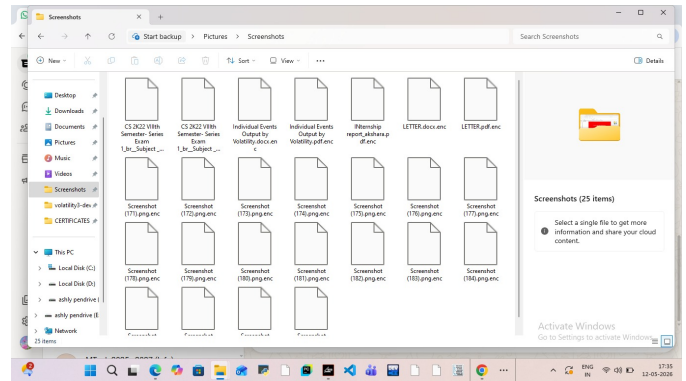 Screenshots
Start backup > Pictures > Screenshots
Search Screenshots
New
Sort
View
Details
Desktop
Downloads
Documents
Pictures
Music
Videos
Screenshots
volatility3-dev
CERTIFICATES
This PC
Local Disk (C:)
Local Disk (D:)
ashly pendrive (
ashly pendrive (E
Network
25 items
CS 2K22 VIIIth
Semester- Series
Exam
1_br__Subject _...
CS 2K22 VIIIth
Semester- Series
Exam
1_br__Subject _...
Individual Events
Output by
Volatility.docx.en
c
Individual Events
Output by
Volatility.pdf.enc
INternship
report_akshara.p
df.enc
LETTER.docx.enc
LETTER.pdf.enc
Screenshot
(171).png.enc
Screenshot
(172).png.enc
Screenshot
(173).png.enc
Screenshot
(174).png.enc
Screenshot
(175).png.enc
Screenshot
(176).png.enc
Screenshot
(177).png.enc
Screenshot
(178).png.enc
Screenshot
(179).png.enc
Screenshot
(180).png.enc
Screenshot
(181).png.enc
Screenshot
(182).png.enc
Screenshot
(183).png.enc
Screenshot
(184).png.enc
Screenshots (25 items)
Select a single file to get more
information and share your cloud
content.
Activate Windows
Go to Settings to activate Windows.
ENG
IN
17:35
12-05-2026